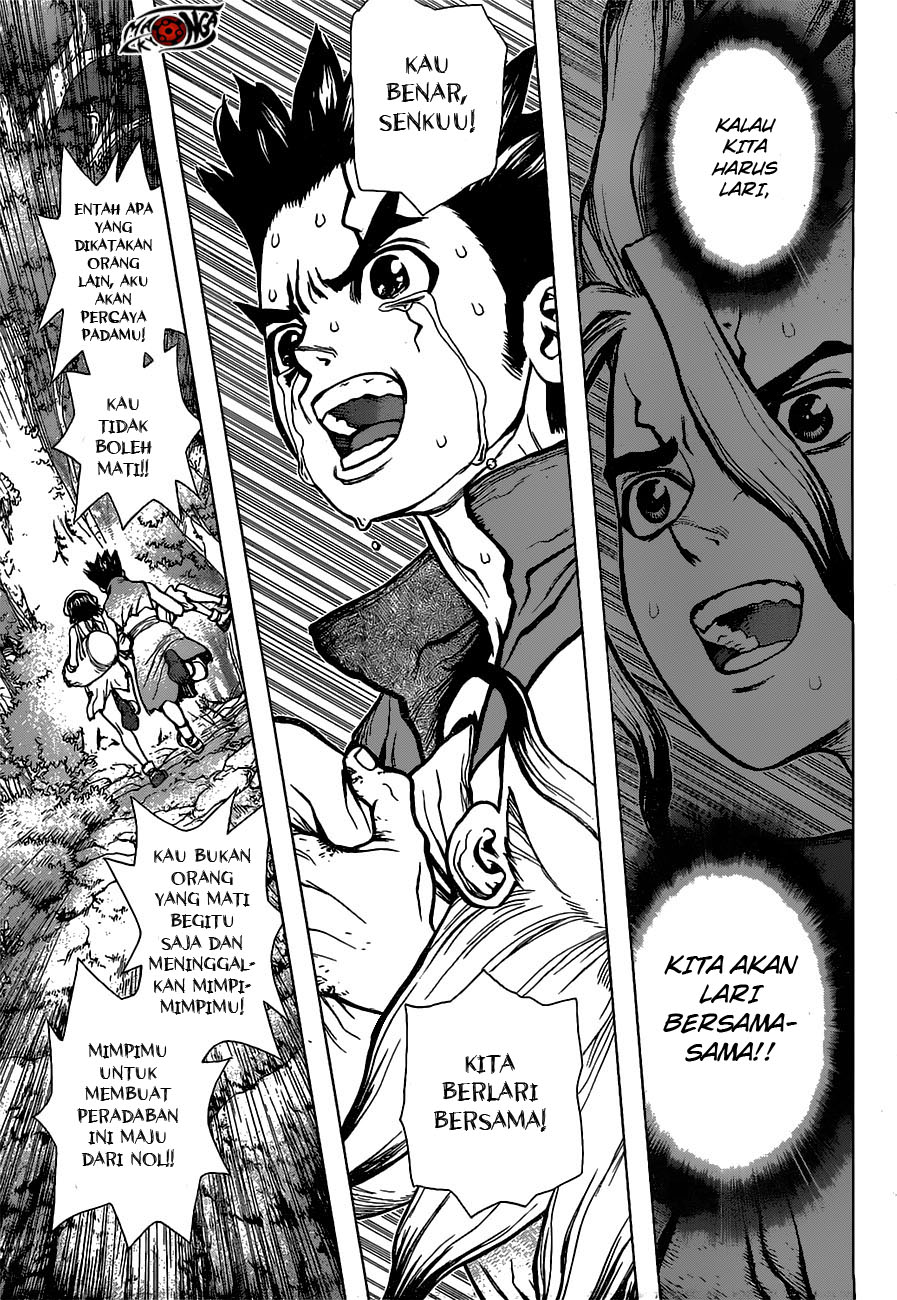 KALAU
KITA
HARUS
LARI,
KITA AKAN
LARI
BERSAMA-
SAMA!!
KAU
BENAR,
SENKUU!
KITA
BERLARI
BERSAMA!
ENTAH APA
YANG
DIKATAKAN
ORANG
LAIN, AKU
AKAN
PERCAYA
PADAMU!
KAU
TIDAK
BOLEH
MATI!!
KAU BUKAN
ORANG
YANG MATI
BEGITU
SAJA DAN
MENINGGAL-
KAN MIMPI-
MIMPIMU!
MIMPIMU
UNTUK
MEMBUAT
PERADABAN
INI MAJU
DARI NOL!!